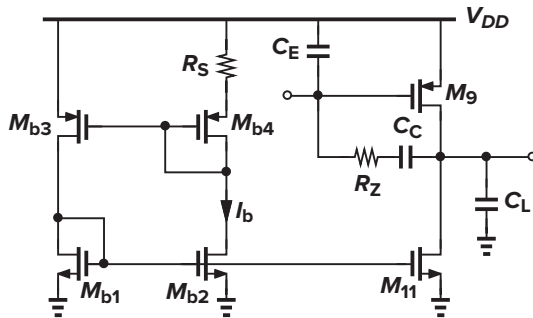 V_DD
C_E
R_S
M_b3
M_b4
M_9
C_C
R_Z
I_b
C_L
M_b1
M_b2
M_11